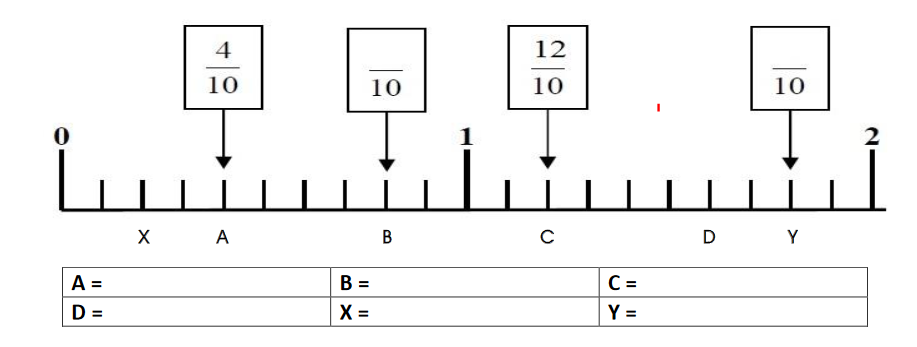 4
10
10
12
10
10
0 1 2
X A B C D Y
A = B = C =
D = X = Y =